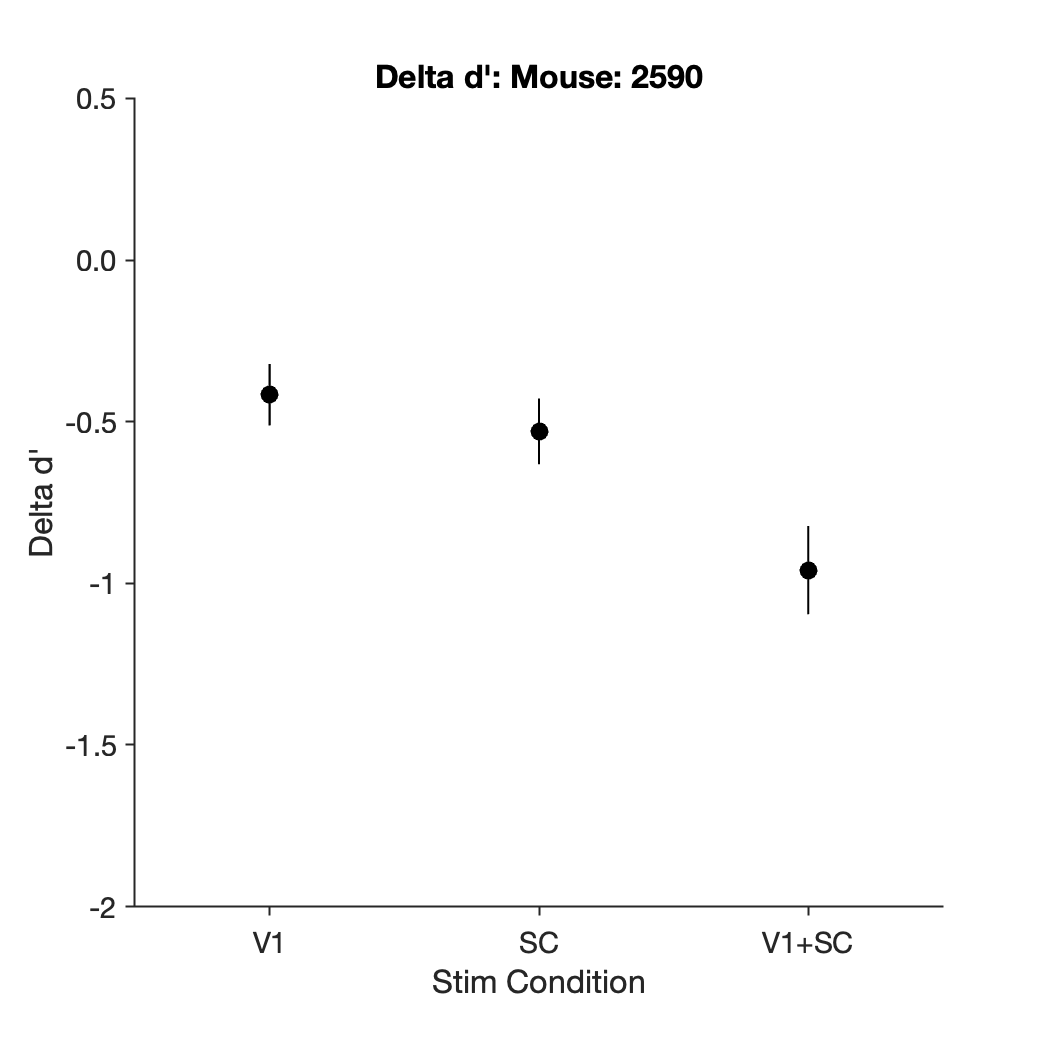 Delta d': Mouse: 2590
0.5
0.0
-0.5
-1
-1.5
-2
Delta d'
V1
SC
V1+SC
Stim Condition